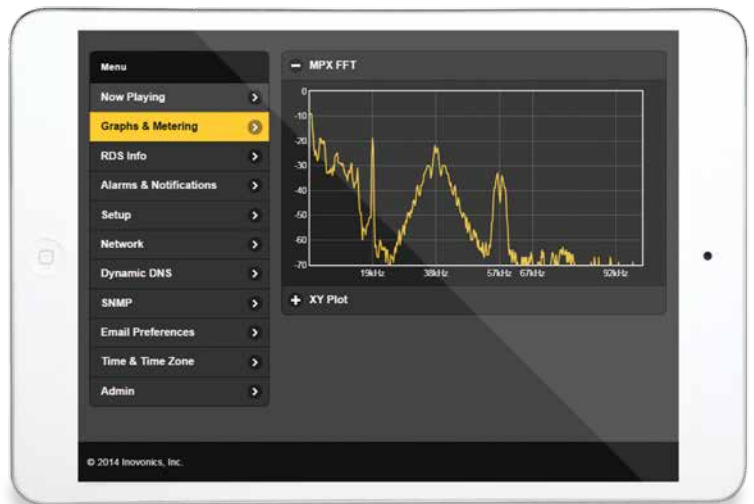 Menu
Now Playing
Graphs & Metering
RDS Info
Alarms & Notifications
Setup
Network
Dynamic DNS
SNMP
Email Preferences
Time & Time Zone
Admin
MPX FFT
0
-10
-20
-30
-40
-50
-60
-70
19kHz 38kHz 57kHz 67kHz 92kHz
XY Plot
© 2014 Inovonics, Inc.